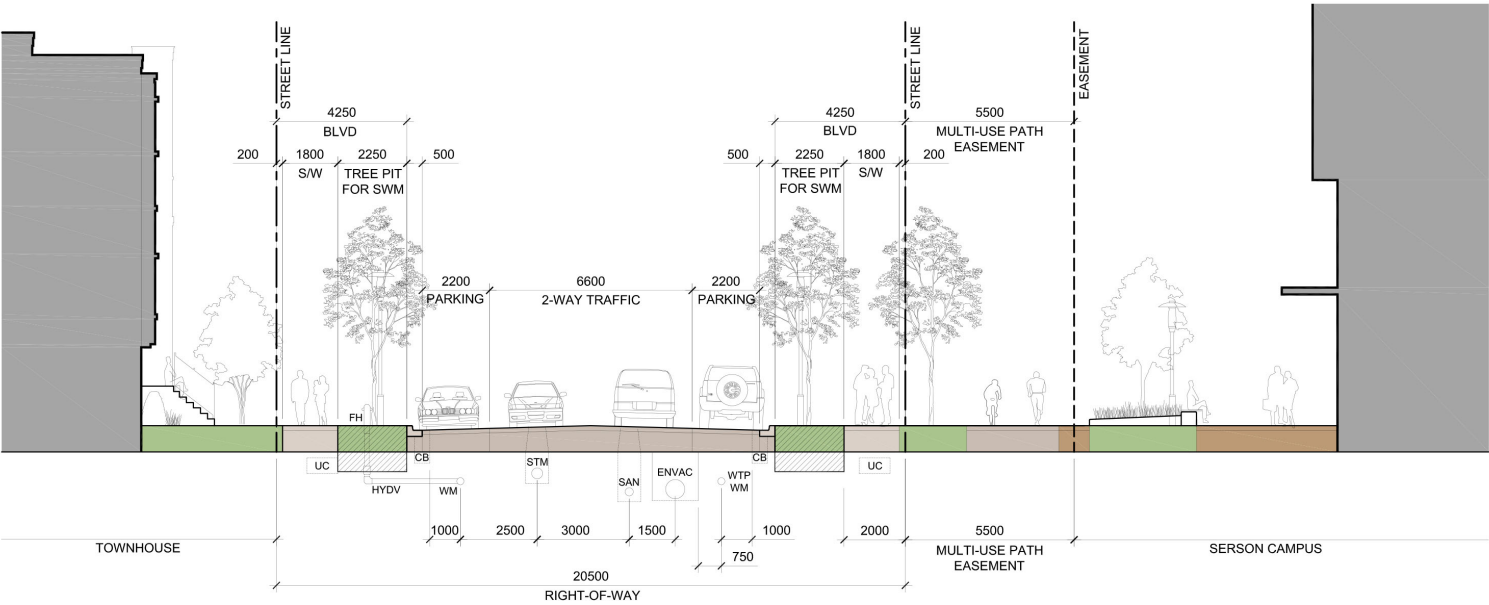 STREET LINE
STREET LINE
EASEMENT
4250
BLVD
4250
BLVD
5500
MULTI-USE PATH
EASEMENT
200
1800
S/W
2250
TREE PIT
FOR SWM
500
500
2250
TREE PIT
FOR SWM
1800
S/W
200
2200
PARKING
6600
2-WAY TRAFFIC
2200
PARKING
FH
UC
CB
HYDV
WM
STM
SAN
ENVAC
WTP
WM
CB
UC
1000
2500
3000
1500
1000
2000
5500
750
TOWNHOUSE
MULTI-USE PATH
EASEMENT
SERSON CAMPUS
20500
RIGHT-OF-WAY